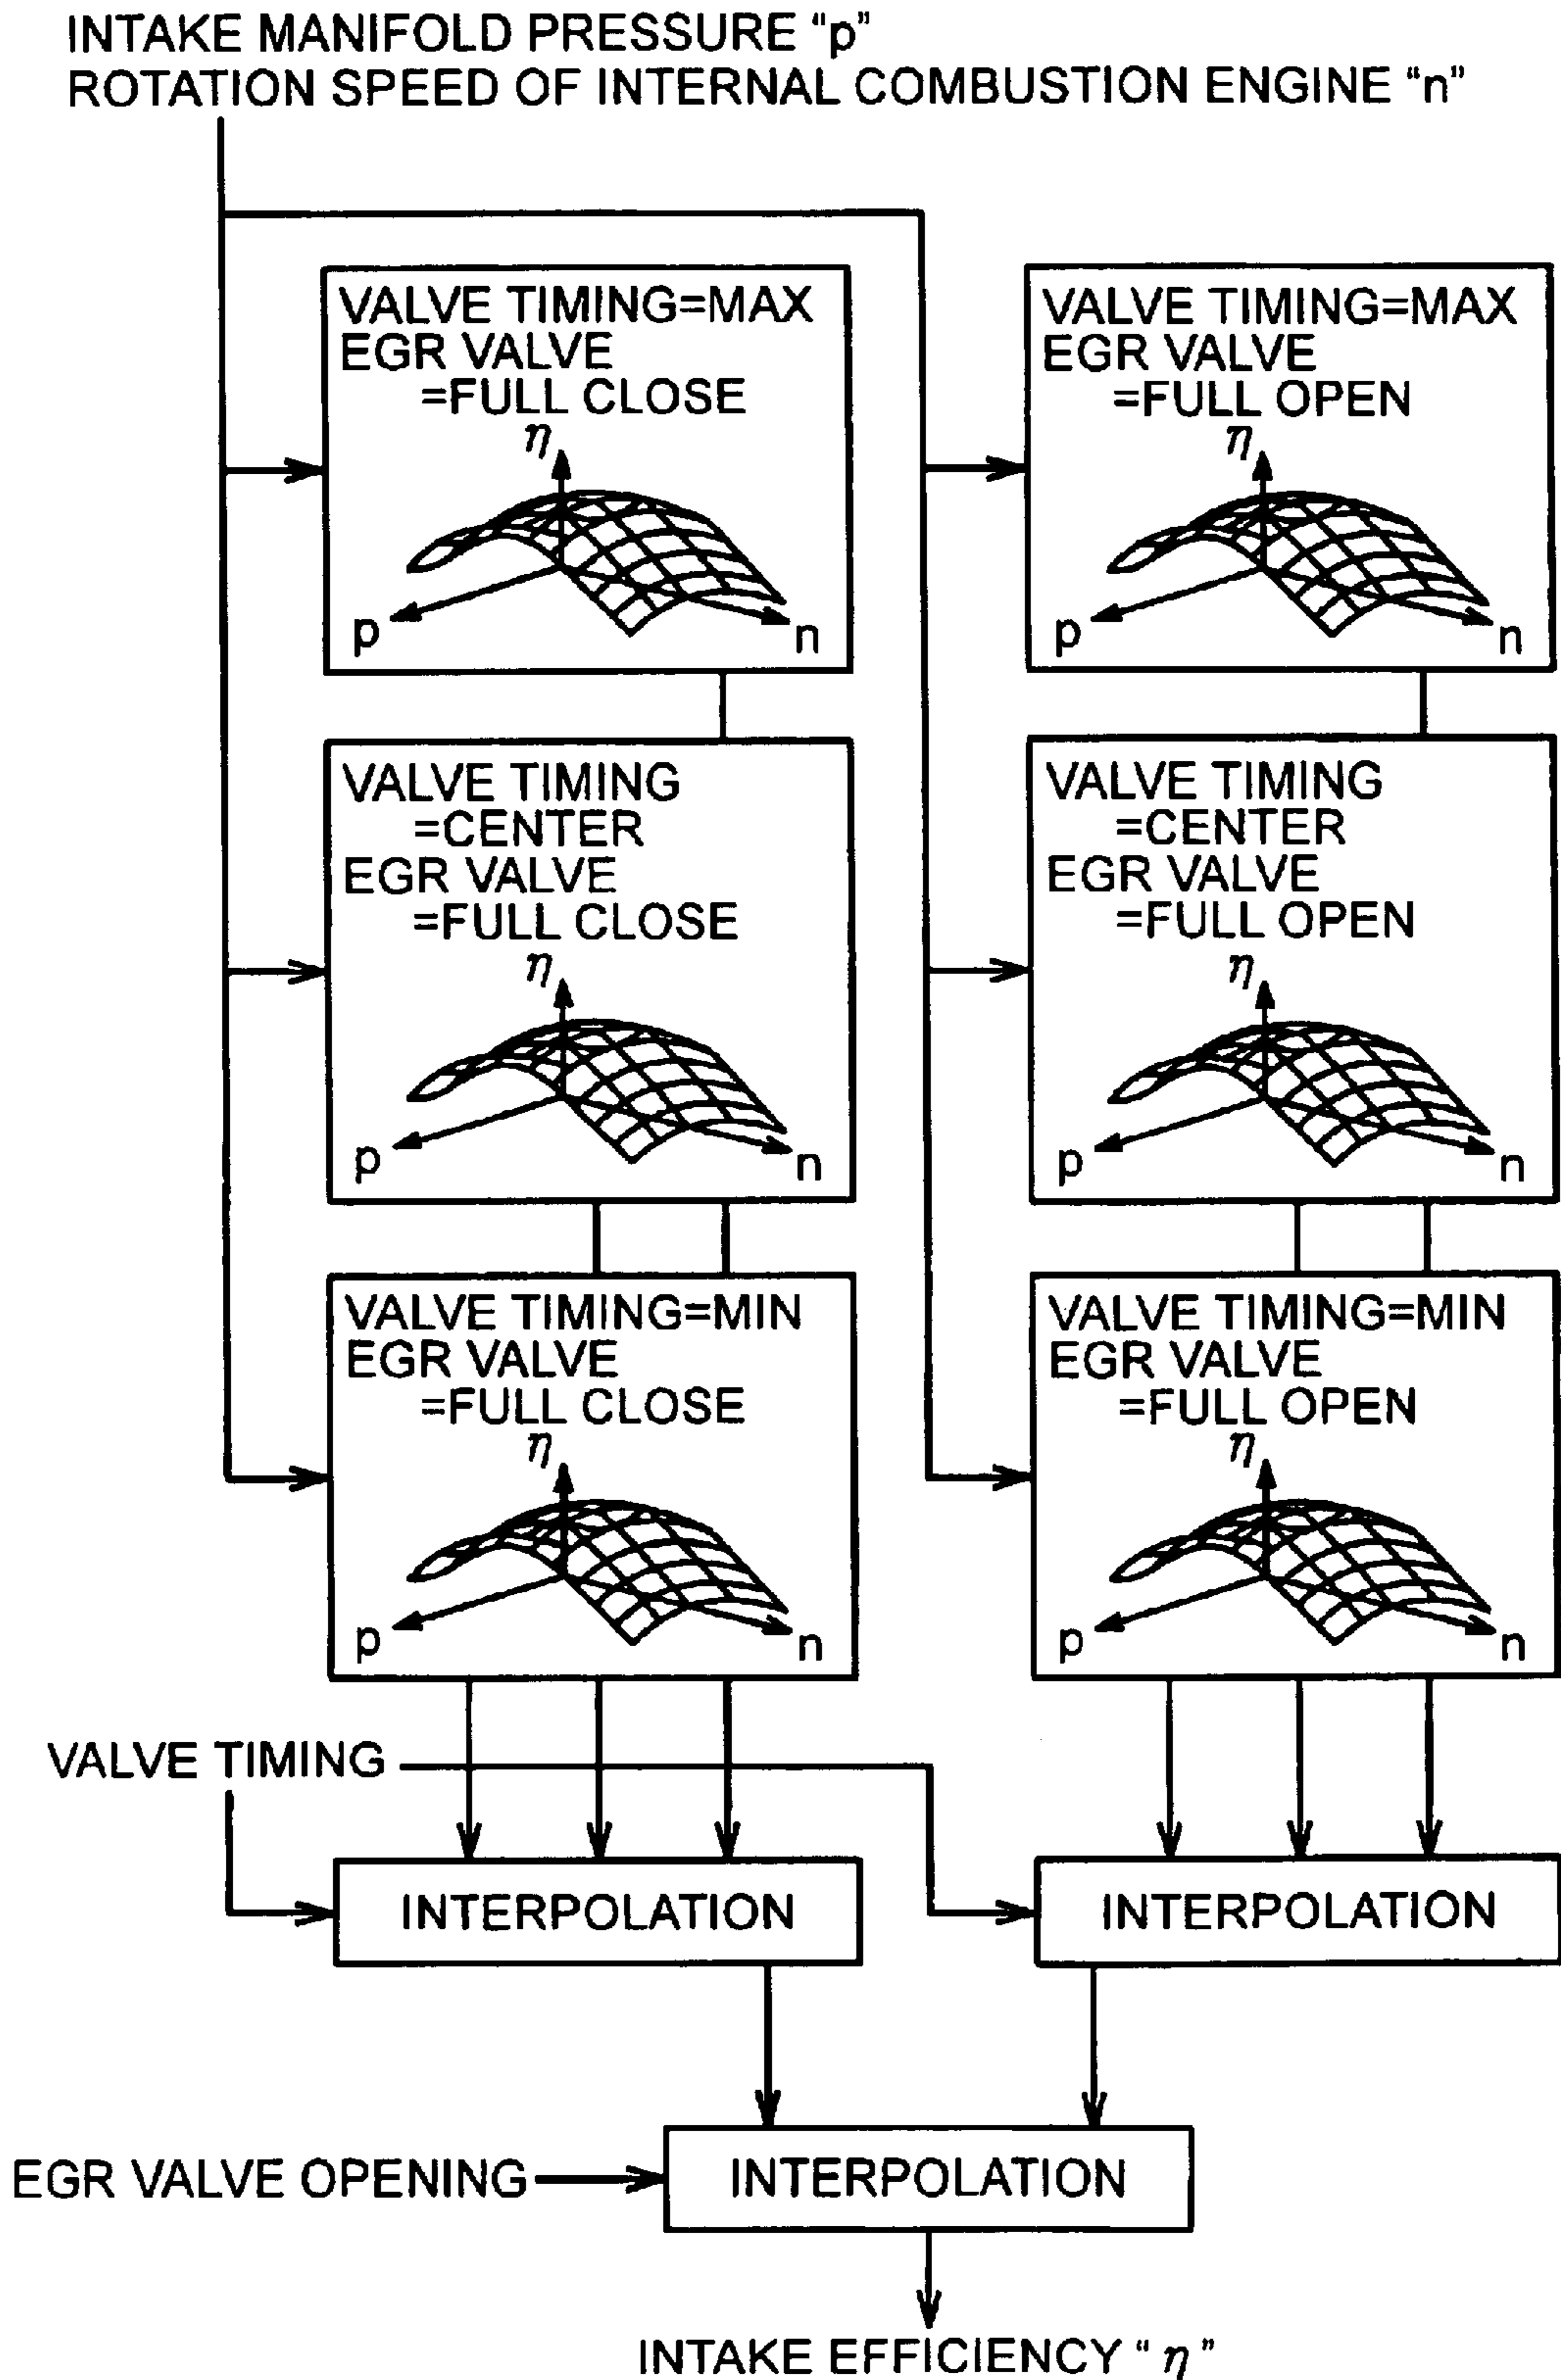 INTAKE MANIFOLD PRESSURE “p”
ROTATION SPEED OF INTERNAL COMBUSTION ENGINE “n”
VALVE TIMING=MAX
EGR VALVE
=FULL CLOSE
η
p
n
VALVE TIMING=MAX
EGR VALVE
=FULL OPEN
η
p
n
VALVE TIMING
=CENTER
EGR VALVE
=FULL CLOSE
η
p
n
VALVE TIMING
=CENTER
EGR VALVE
=FULL OPEN
η
p
n
VALVE TIMING=MIN
EGR VALVE
=FULL CLOSE
η
p
n
VALVE TIMING=MIN
EGR VALVE
=FULL OPEN
η
p
n
VALVE TIMING
INTERPOLATION
INTERPOLATION
EGR VALVE OPENING
INTERPOLATION
INTAKE EFFICIENCY “ η ”